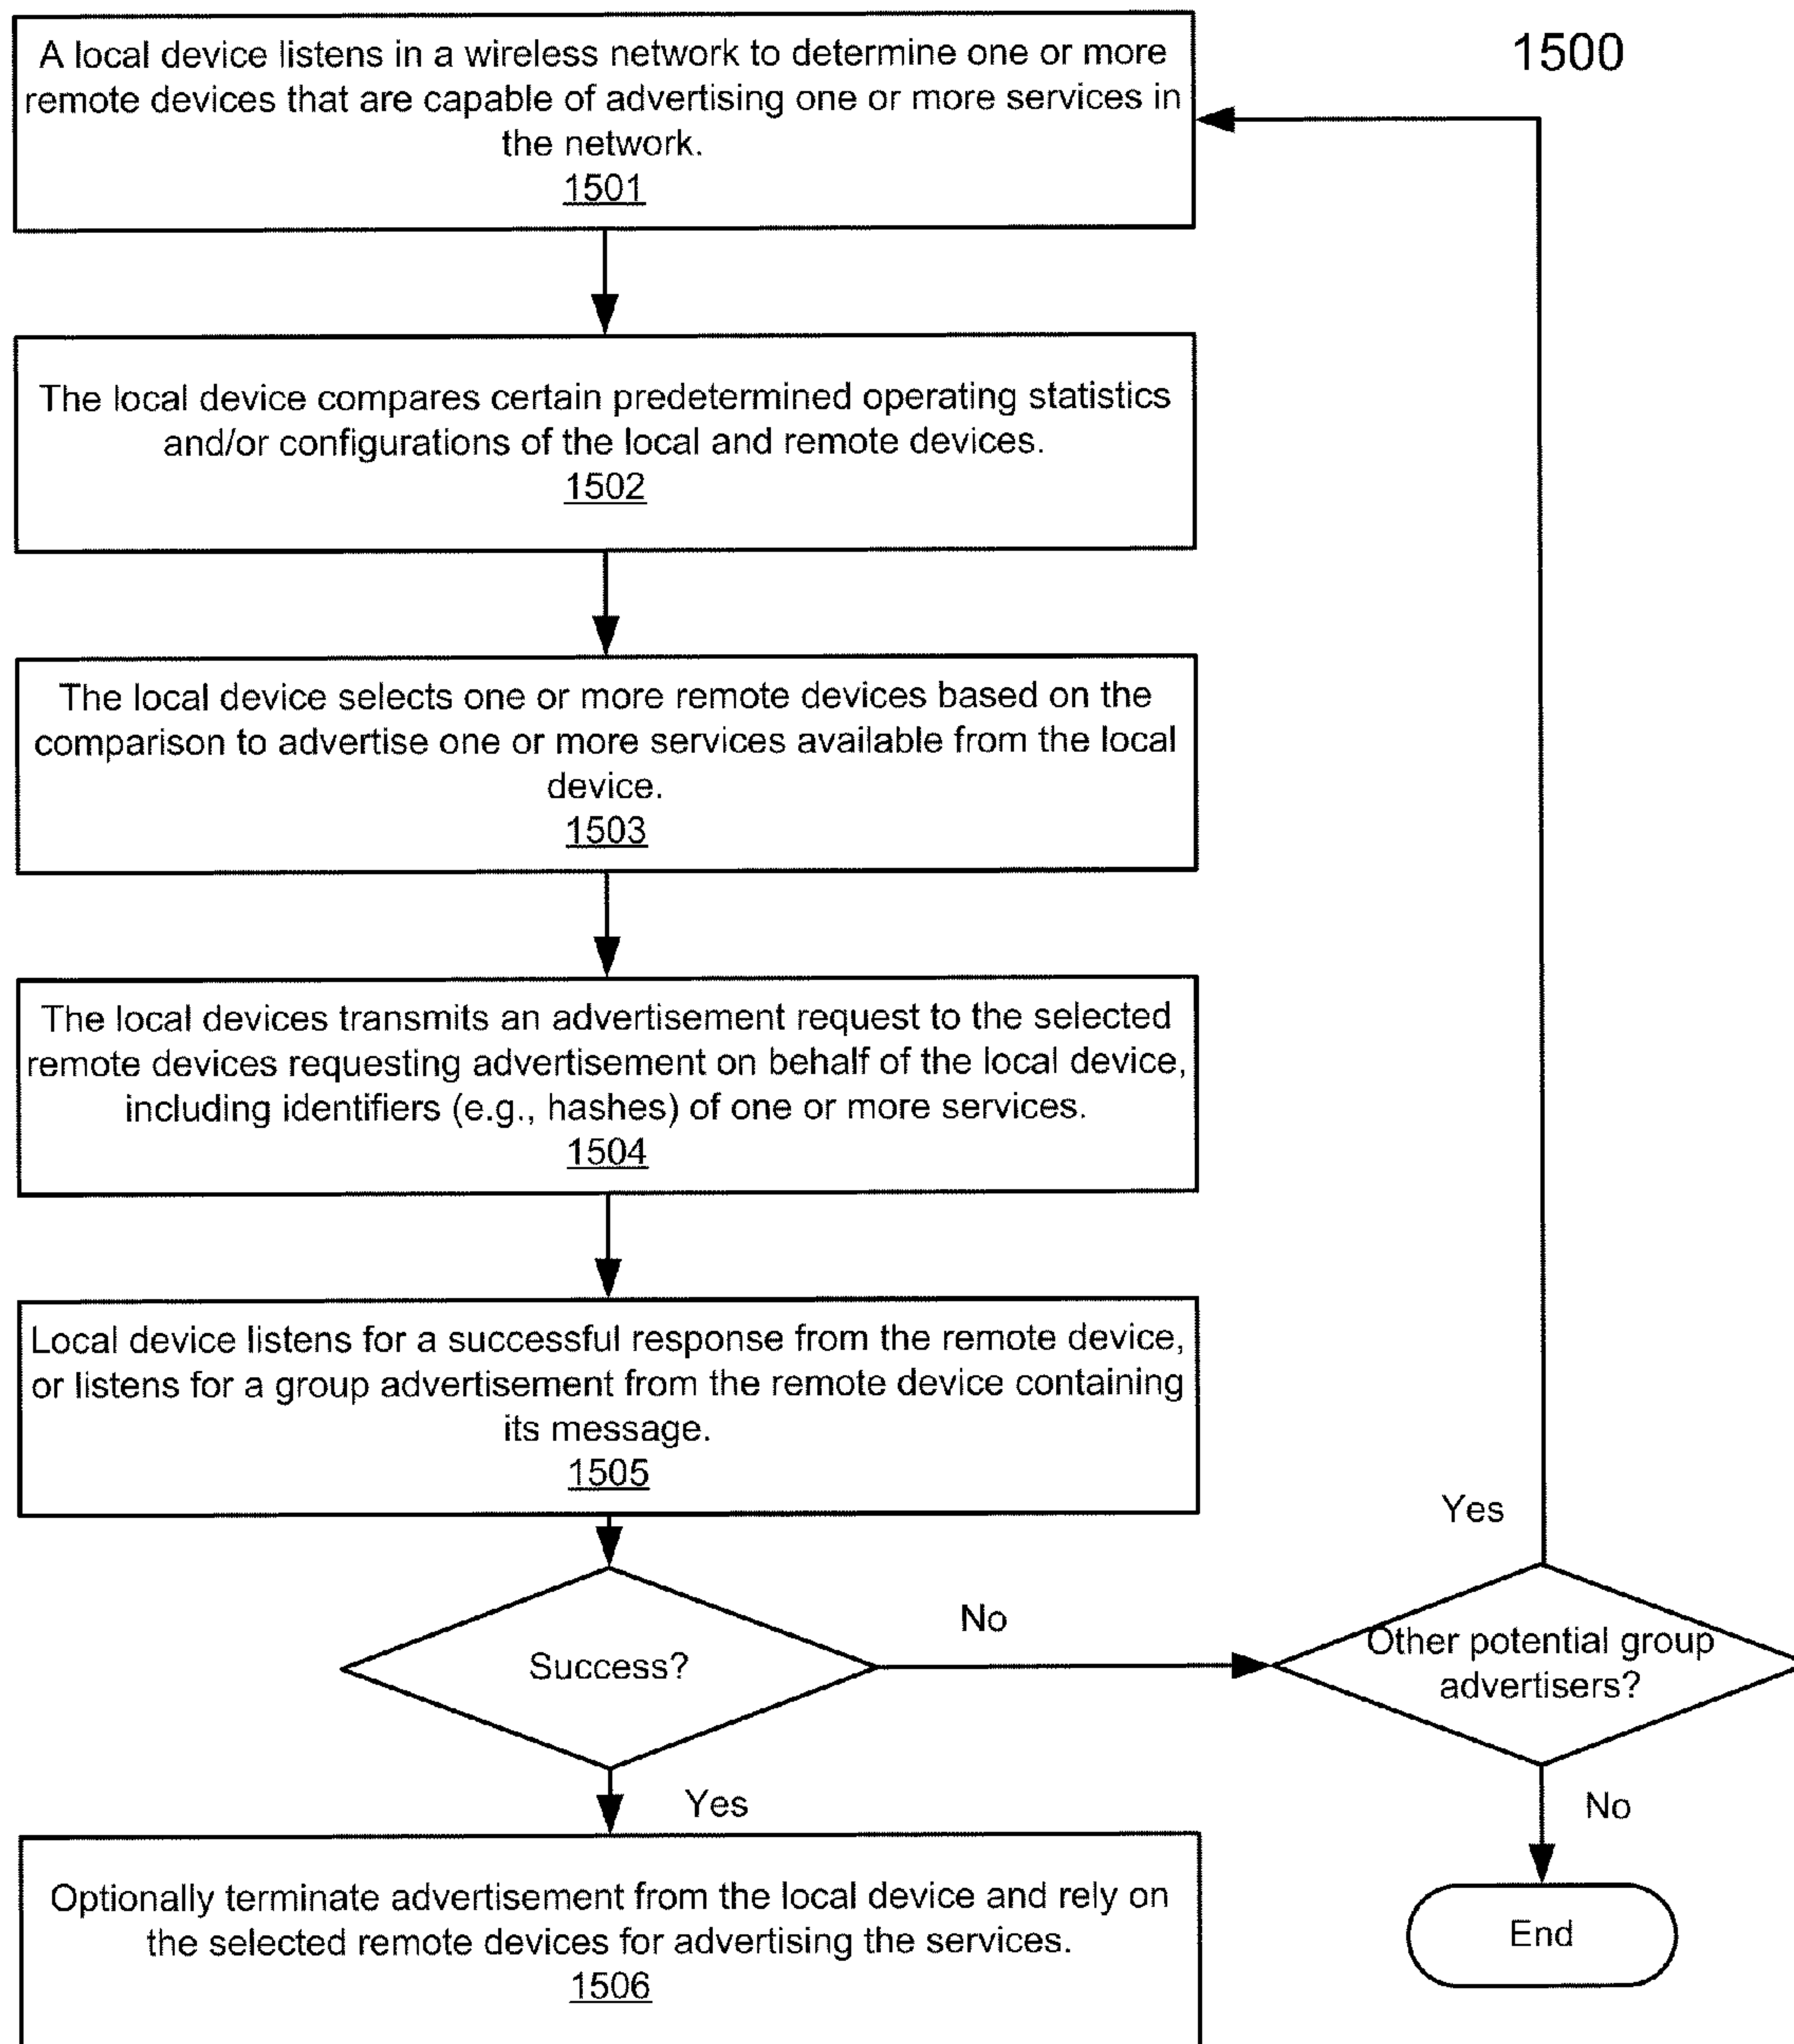 1500
A local device listens in a wireless network to determine one or more
remote devices that are capable of advertising one or more services in
the network.
1501
The local device compares certain predetermined operating statistics
and/or configurations of the local and remote devices.
1502
The local device selects one or more remote devices based on the
comparison to advertise one or more services available from the local
device.
1503
The local devices transmits an advertisement request to the selected
remote devices requesting advertisement on behalf of the local device,
including identifiers (e.g., hashes) of one or more services.
1504
Local device listens for a successful response from the remote device,
or listens for a group advertisement from the remote device containing
its message.
1505
Yes
No
Success?
Other potential group
advertisers?
Yes
No
Optionally terminate advertisement from the local device and rely on
the selected remote devices for advertising the services.
1506
End